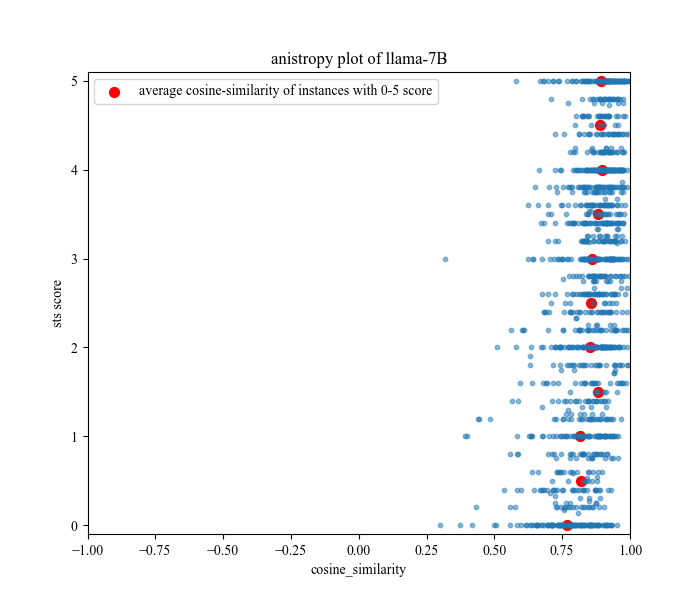 anistropy plot of llama-7B
average cosine-similarity of instances with 0-5 score
sts score
5
4
3
2
1
0
−1.00 −0.75 −0.50 −0.25 0.00 0.25 0.50 0.75 1.00
cosine_similarity